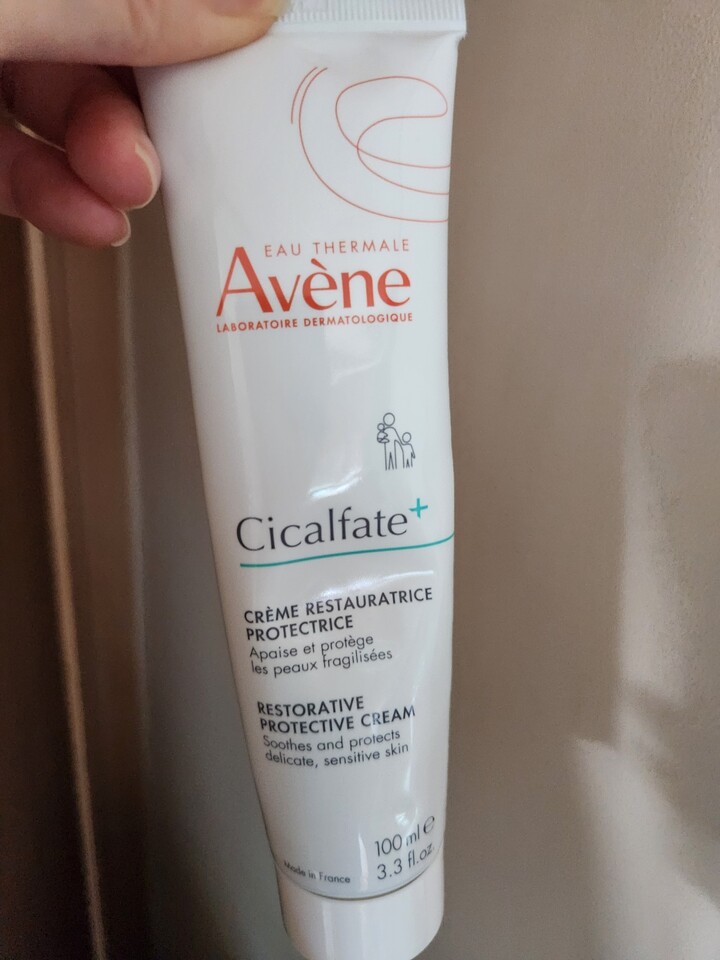 EAU THERMALE
Avène
LABORATOIRE DERMATOLOGIQUE
Cicalfate+
CRÈME RESTAURATRICE
PROTECTRICE
Apaise et protège
les peaux fragilisées
RESTORATIVE
PROTECTIVE CREAM
Soothes and protects
delicate, sensitive skin
100 ml e
3.3 fl.oz.
Made in France